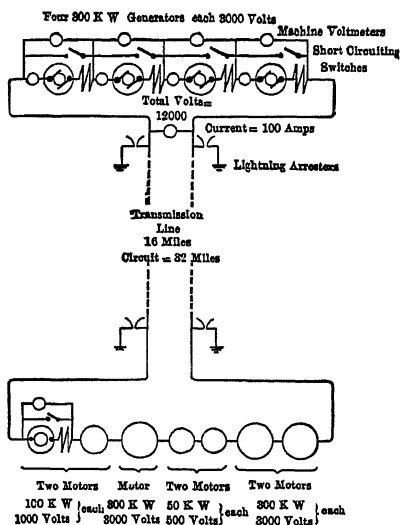 Four 300 K W Generators each 3000 Volts
Machine Voltmeters
Short Circuiting
Switches
Total Volts=
12000
Current = 100 Amps
Lightning Arresters
Transmission
Line
16 Miles
Circuit = 32 Miles
Two Motors Motor Two Motors Two Motors
100 K W 300 K W 50 K W 300 K W
1000 Volts each 3000 Volts 500 Volts each 3000 Volts each